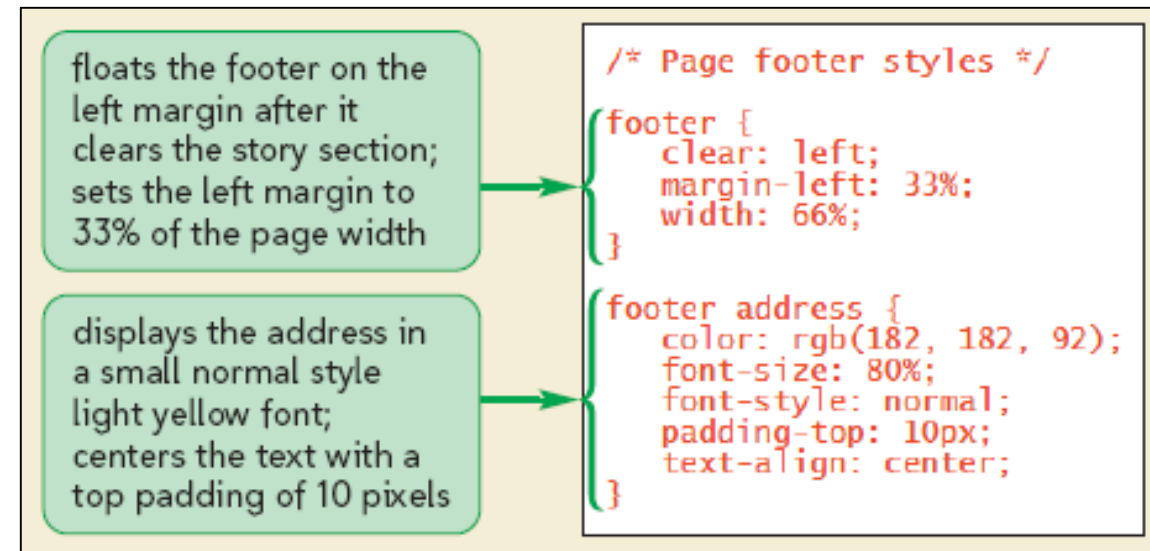 floats the footer on the
left margin after it
clears the story section;
sets the left margin to
33% of the page width
displays the address in
a small normal style
light yellow font;
centers the text with a
top padding of 10 pixels
/* Page footer styles */
footer {
clear: left;
margin-left: 33%;
width: 66%;
}
footer address {
color: rgb(182, 182, 92);
font-size: 80%;
font-style: normal;
padding-top: 10px;
text-align: center;
}